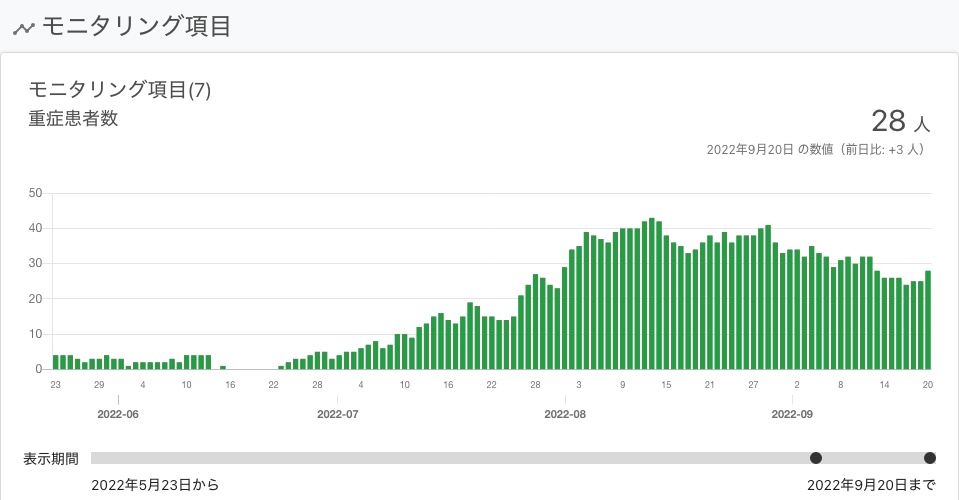 モニタリング項目
モニタリング項目(7)
重症患者数
28 人
2022年9月20日 の数値（前日比: +3 人）
50
40
30
20
10
0
23 29 4 10 16 22 28 4 10 16 22 28 3 9 15 21 27 2 8 14 20
2022-06 2022-07 2022-08 2022-09
表示期間
2022年5月23日から 2022年9月20日まで